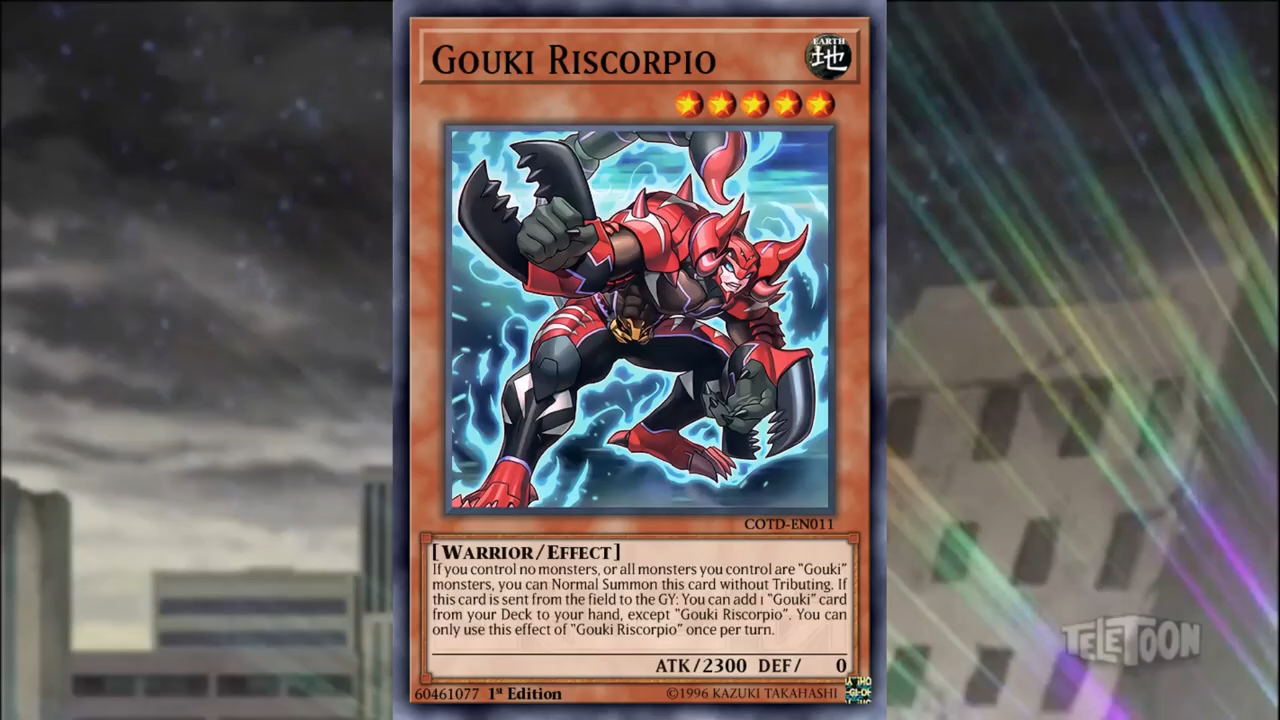 GOUKI RISCORPIO
EARTH
地
COTD-EN011
[WARRIOR/EFFECT]
If you control no monsters, or all monsters you control are "Gouki"
monsters, you can Normal Summon this card without Tributing. If
this card is sent from the field to the GY: You can add 1 "Gouki" card
from your Deck to your hand, except "Gouki Riscorpio". You can
only use this effect of "Gouki Riscorpio" once per turn.
ATK/2300 DEF/ 0
60461077 1st Edition ©1996 KAZUKI TAKAHASHI
TELETOON